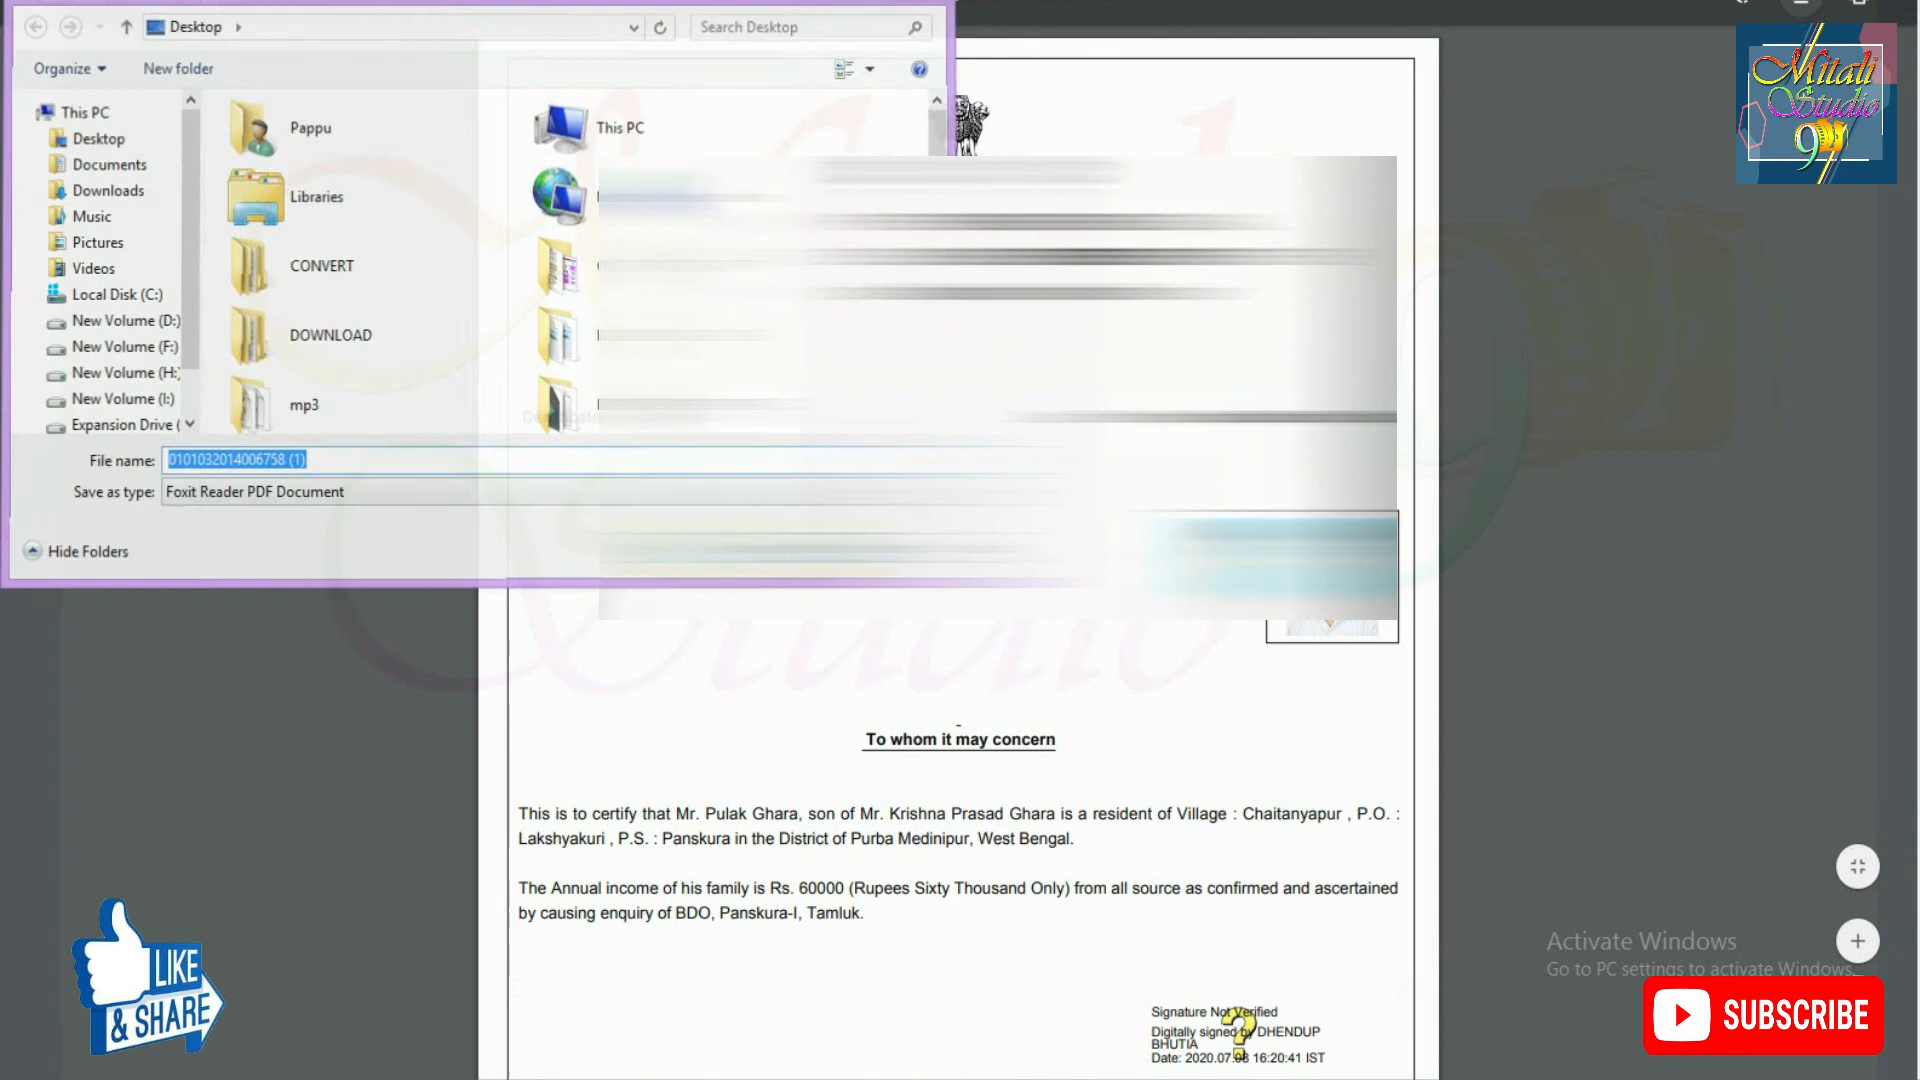 Desktop
Search Desktop
Organize
New folder
This PC
Desktop
Documents
Downloads
Music
Pictures
Videos
Local Disk (C:)
New Volume (D:)
New Volume (F:)
New Volume (H:)
New Volume (I:)
Expansion Drive (
Pappu
Libraries
CONVERT
DOWNLOAD
mp3
This PC
File name: 0101032014006758 (1)
Save as type: Foxit Reader PDF Document
Hide Folders
Mitali
Studio
91
To whom it may concern
This is to certify that Mr. Pulak Ghara, son of Mr. Krishna Prasad Ghara is a resident of Village : Chaitanyapur , P.O. :
Lakshyakuri , P.S. : Panskura in the District of Purba Medinipur, West Bengal.
The Annual income of his family is Rs. 60000 (Rupees Sixty Thousand Only) from all source as confirmed and ascertained
by causing enquiry of BDO, Panskura-I, Tamluk.
Signature Not Verified
Digitally signed by DHENDUP
BHUTIA
Date: 2020.07.08 16:20:41 IST
LIKE
& SHARE
Activate Windows
Go to PC settings to activate Windows.
SUBSCRIBE